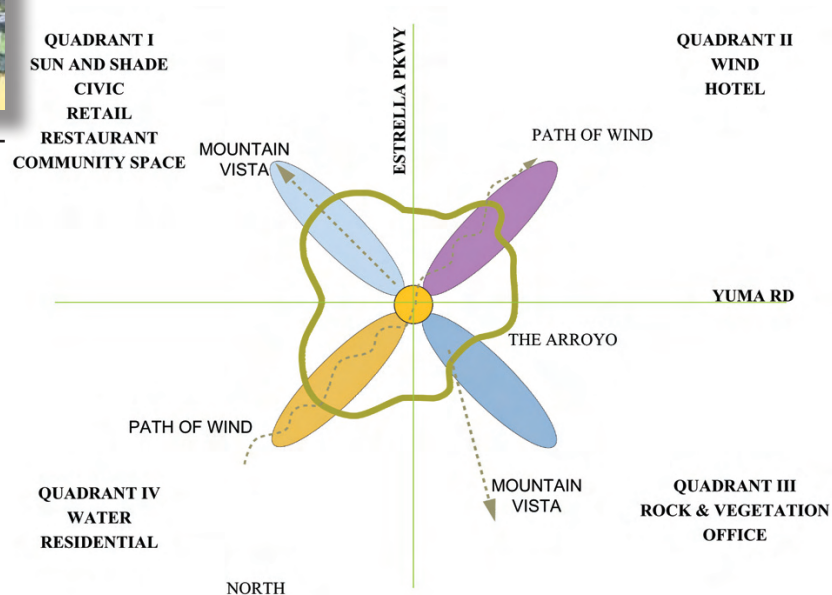 QUADRANT I
SUN AND SHADE
CIVIC
RETAIL
RESTAURANT
COMMUNITY SPACE
MOUNTAIN
VISTA
ESTRELLA PKWY
QUADRANT II
WIND
HOTEL
PATH OF WIND
YUMA RD
THE ARROYO
PATH OF WIND
MOUNTAIN
VISTA
QUADRANT IV
WATER
RESIDENTIAL
QUADRANT III
ROCK & VEGETATION
OFFICE
NORTH